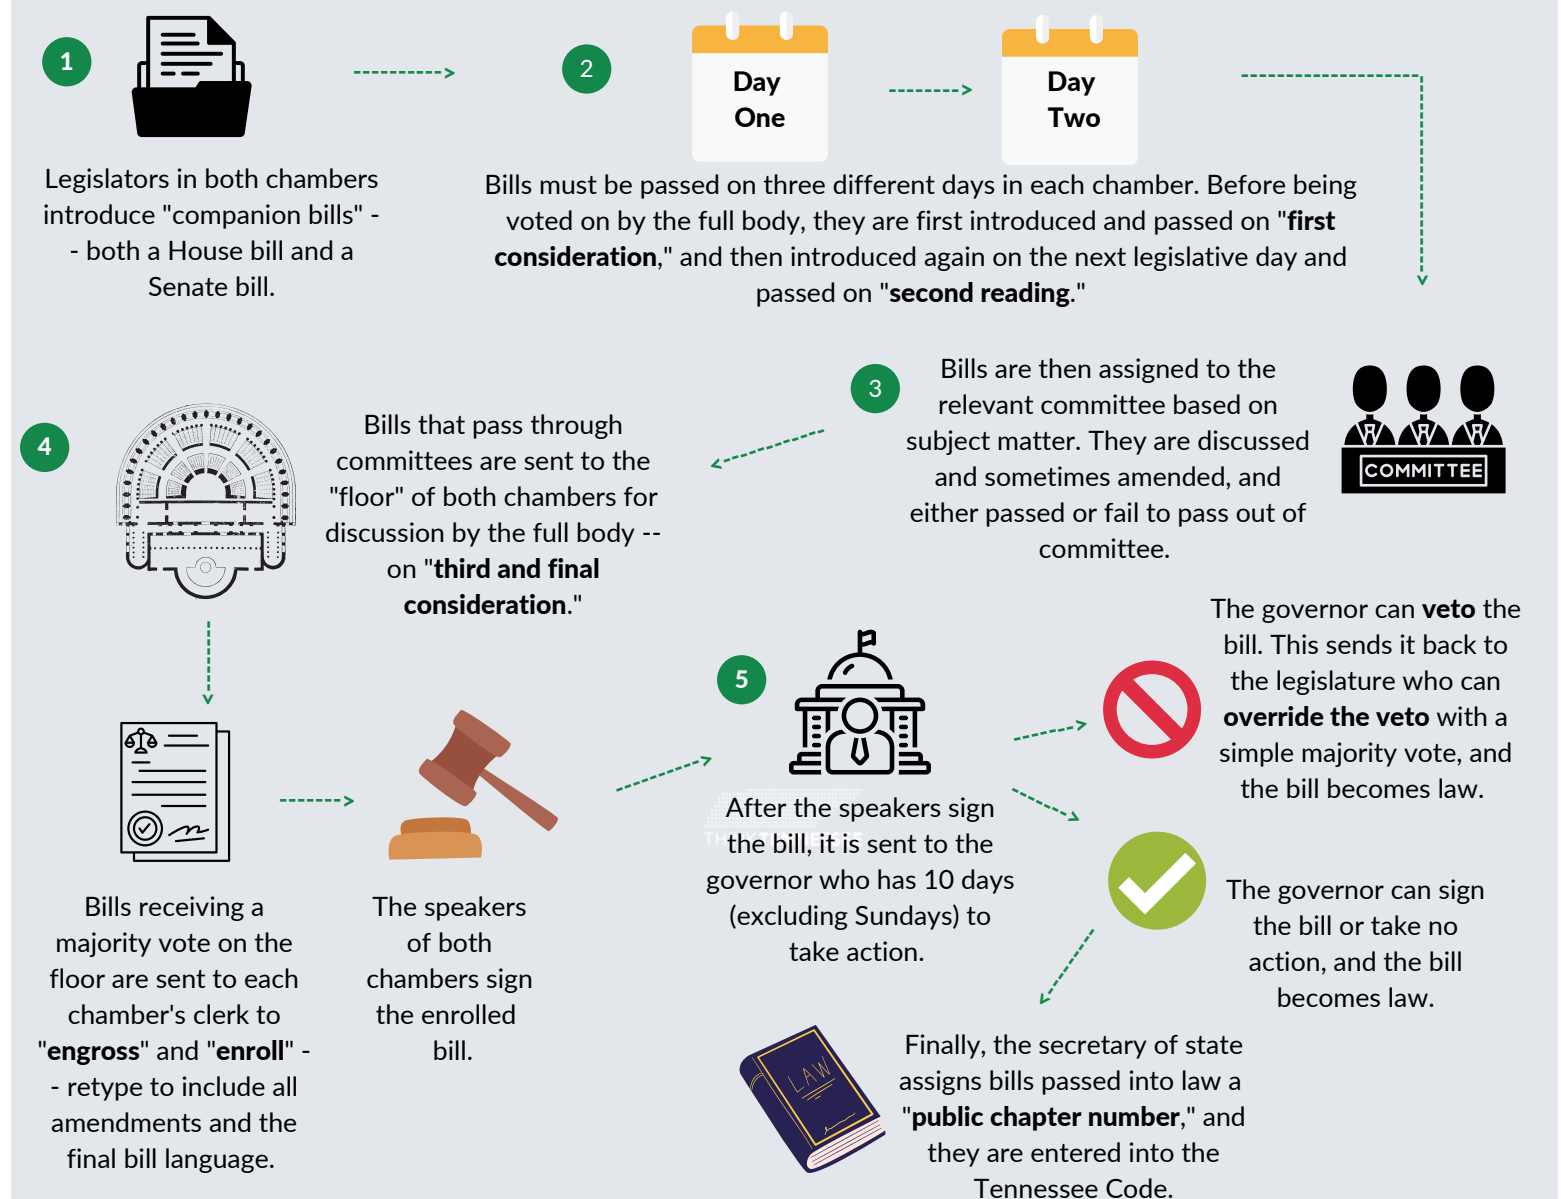 1
Legislators in both chambers
introduce "companion bills" -
- both a House bill and a
Senate bill.
2
Day
One
Day
Two
Bills must be passed on three different days in each chamber. Before being
voted on by the full body, they are first introduced and passed on "first
consideration," and then introduced again on the next legislative day and
passed on "second reading."
3
Bills are then assigned to the
relevant committee based on
subject matter. They are discussed
and sometimes amended, and
either passed or fail to pass out of
committee.
COMMITTEE
4
Bills that pass through
committees are sent to the
"floor" of both chambers for
discussion by the full body --
on "third and final
consideration."
Bills receiving a
majority vote on the
floor are sent to each
chamber's clerk to
"engross" and "enroll" -
- retype to include all
amendments and the
final bill language.
The speakers
of both
chambers sign
the enrolled
bill.
5
After the speakers sign
the bill, it is sent to the
governor who has 10 days
(excluding Sundays) to
take action.
The governor can veto the
bill. This sends it back to
the legislature who can
override the veto with a
simple majority vote, and
the bill becomes law.
The governor can sign
the bill or take no
action, and the bill
becomes law.
LAW
Finally, the secretary of state
assigns bills passed into law a
"public chapter number," and
they are entered into the
Tennessee Code.